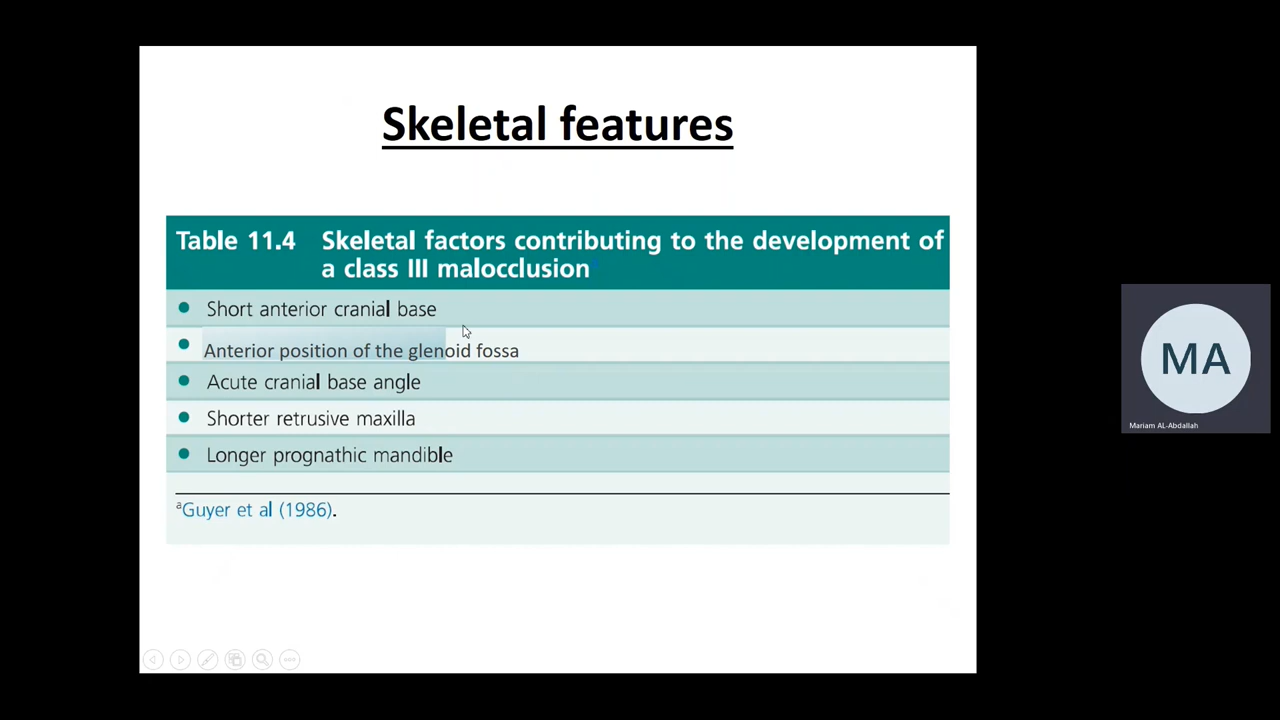 Skeletal features
Table 11.4 Skeletal factors contributing to the development of
a class III malocclusion
• Short anterior cranial base
• Anterior position of the glenoid fossa
• Acute cranial base angle
• Shorter retrusive maxilla
• Longer prognathic mandible
aGuyer et al (1986).
MA
Mariam AL-Abdallah